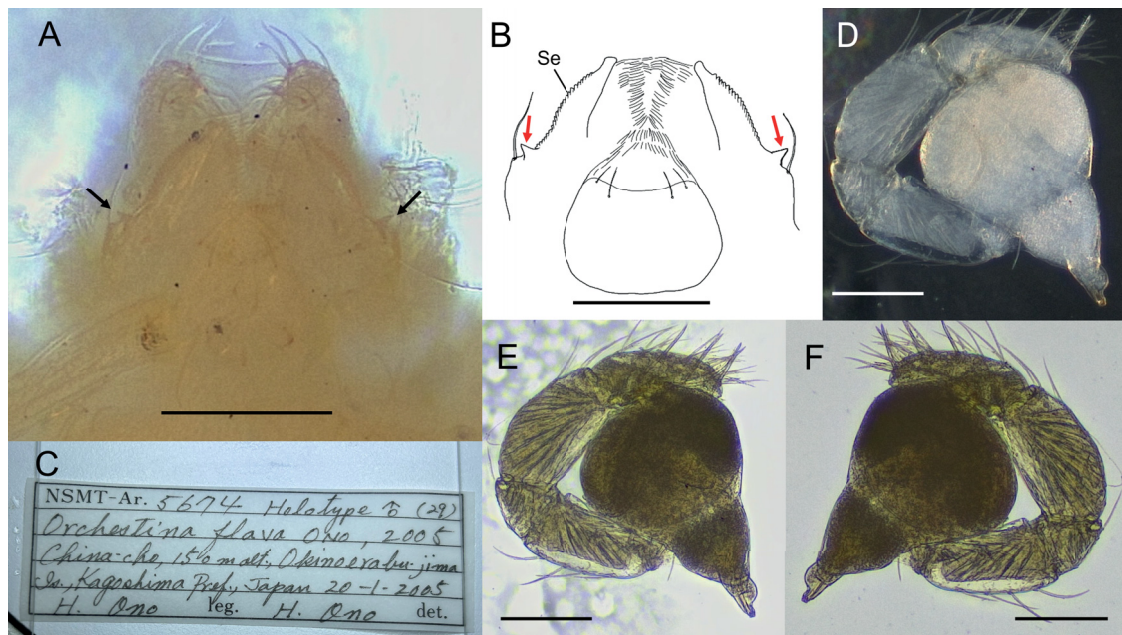 A
B
Se
D
C
NSMT-Ar. 5674 Holotype ♂ (29)
Orchestina flava ONO, 2005
China-cho, 150 m alt., Okinoerabu-jima
Is., Kagoshima Pref., Japan 20-1-2005
H. Ono leg. H. Ono det.
E
F